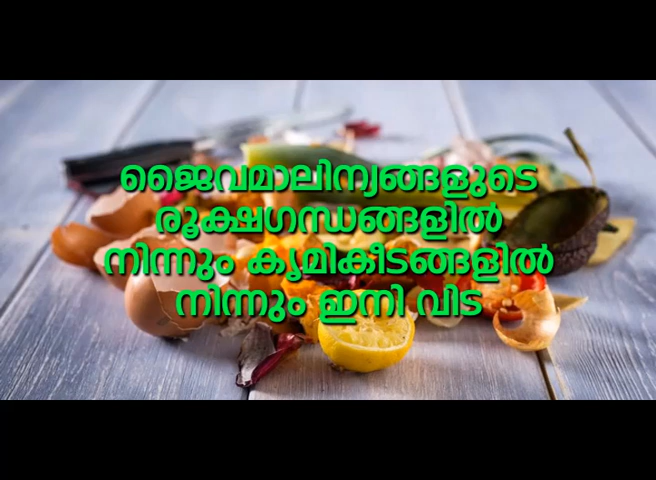 ജൈവമാലിന്യങ്ങളുടെ
രൂക്ഷഗന്ധങ്ങളിൽ
നിന്നും കൃമികീടങ്ങളിൽ
നിന്നും ഇനി വിട